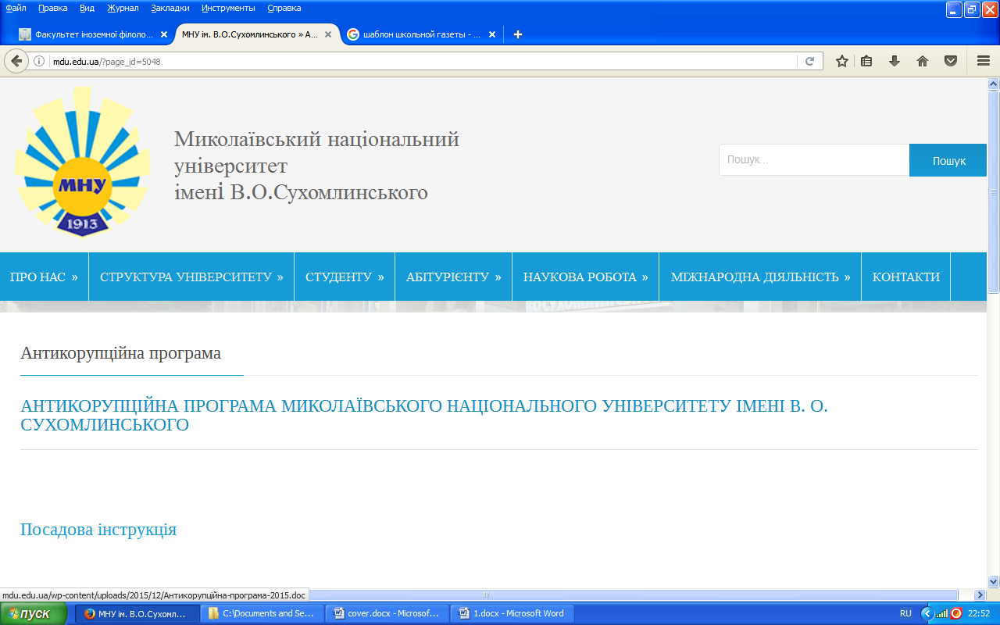 Файл Правка Вид Журнал Закладки Инструменты Справка
Факультет іноземної філоло...
МНУ ім. В.О.Сухомлинського » А...
шаблон школьной газеты - ...
mdu.edu.ua/?page_id=5048
МНУ
1913
Миколаївський національний
університет
імені В.О.Сухомлинського
Пошук...
Пошук
ПРО НАС »
СТРУКТУРА УНІВЕРСИТЕТУ »
СТУДЕНТУ »
АБІТУРІЄНТУ »
НАУКОВА РОБОТА »
МІЖНАРОДНА ДІЯЛЬНІСТЬ »
КОНТАКТИ
Антикорупційна програма
АНТИКОРУПЦІЙНА ПРОГРАМА МИКОЛАЇВСЬКОГО НАЦІОНАЛЬНОГО УНІВЕРСИТЕТУ ІМЕНІ В. О.
СУХОМЛИНСЬКОГО
Посадова інструкція
mdu.edu.ua/wp-content/uploads/2015/12/Антикорупційна-програма-2015.doc
пуск
МНУ ім. В.О.Сухомл...
C:\Documents and Se...
cover.docx - Microsof...
1.docx - Microsoft Word
RU
22:52